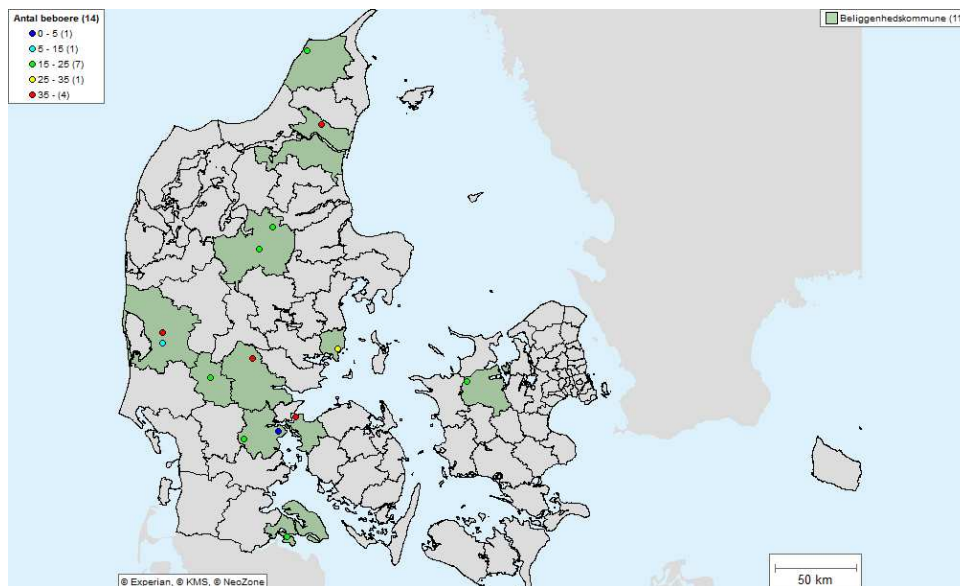 Antal beboere (14)
0 - 5 (1)
5 - 15 (1)
15 - 25 (7)
25 - 35 (1)
35 - (4)
Beliggenhedskommune (11
© Experian, © KMS, © NeoZone
50 km